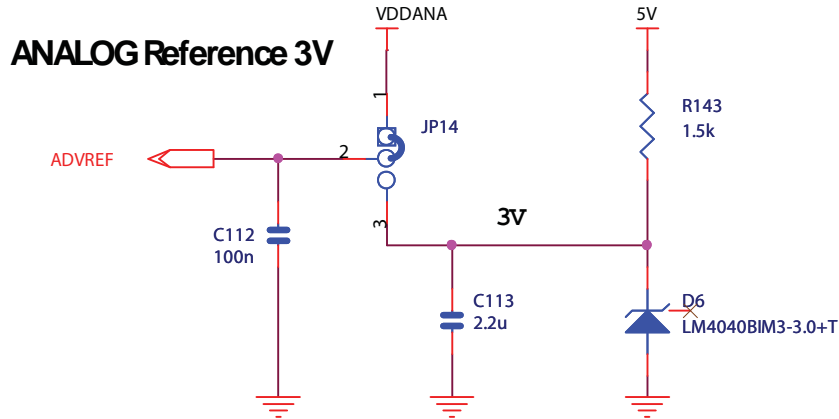 VDDANA
5V
ANALOG Reference 3V
1
JP14
R143
1.5k
ADVREF
2
3
3V
C112
100n
C113
2.2u
D6
LM4040BIM3-3.0+T